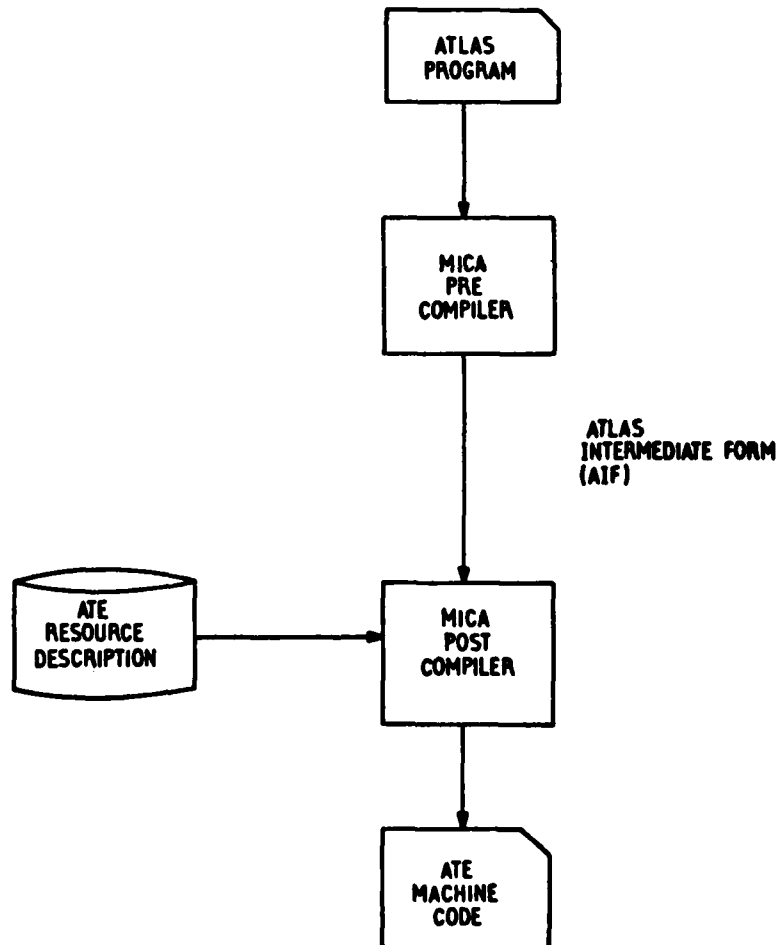 ATLAS
PROGRAM
MICA
PRE
COMPILER
ATLAS
INTERMEDIATE FORM
(AIF)
ATE
RESOURCE
DESCRIPTION
MICA
POST
COMPILER
ATE
MACHINE
CODE